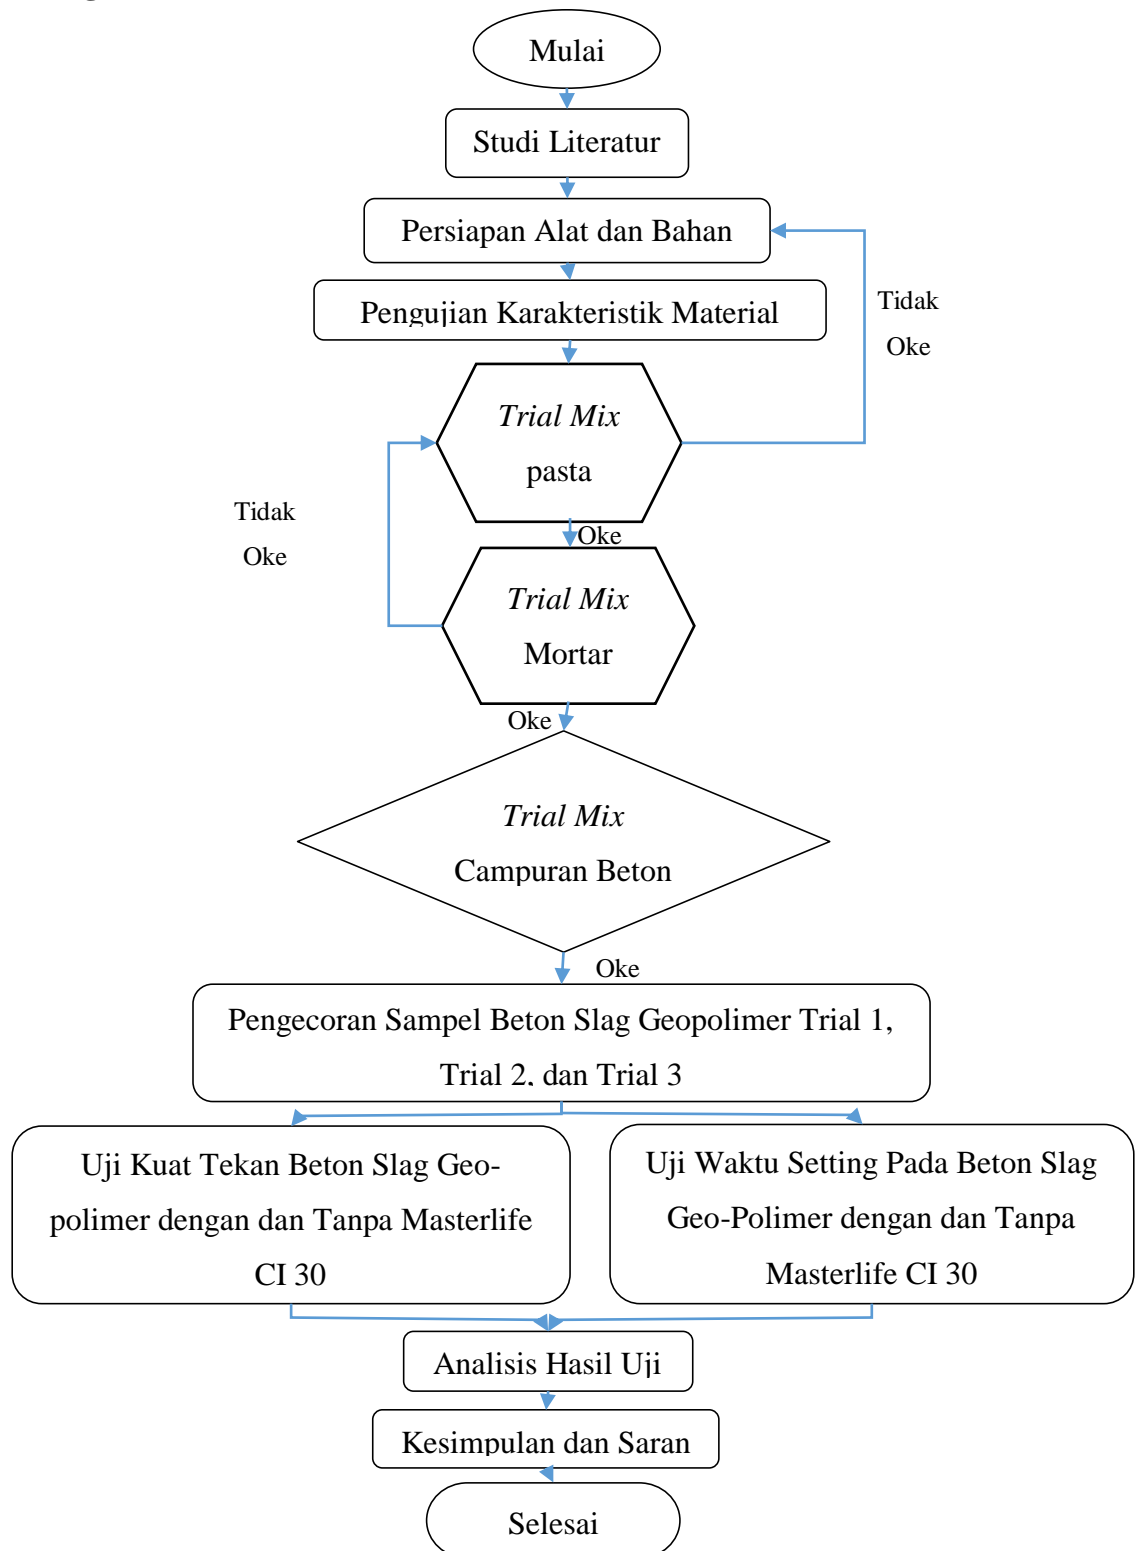 Mulai
Studi Literatur
Persiapan Alat dan Bahan
Pengujian Karakteristik Material
Tidak
Oke
Trial Mix
pasta
Tidak
Oke
Oke
Trial Mix
Mortar
Oke
Trial Mix
Campuran Beton
Oke
Pengecoran Sampel Beton Slag Geopolimer Trial 1,
Trial 2, dan Trial 3
Uji Kuat Tekan Beton Slag Geo-
polimer dengan dan Tanpa Masterlife
CI 30
Uji Waktu Setting Pada Beton Slag
Geo-Polimer dengan dan Tanpa
Masterlife CI 30
Analisis Hasil Uji
Kesimpulan dan Saran
Selesai